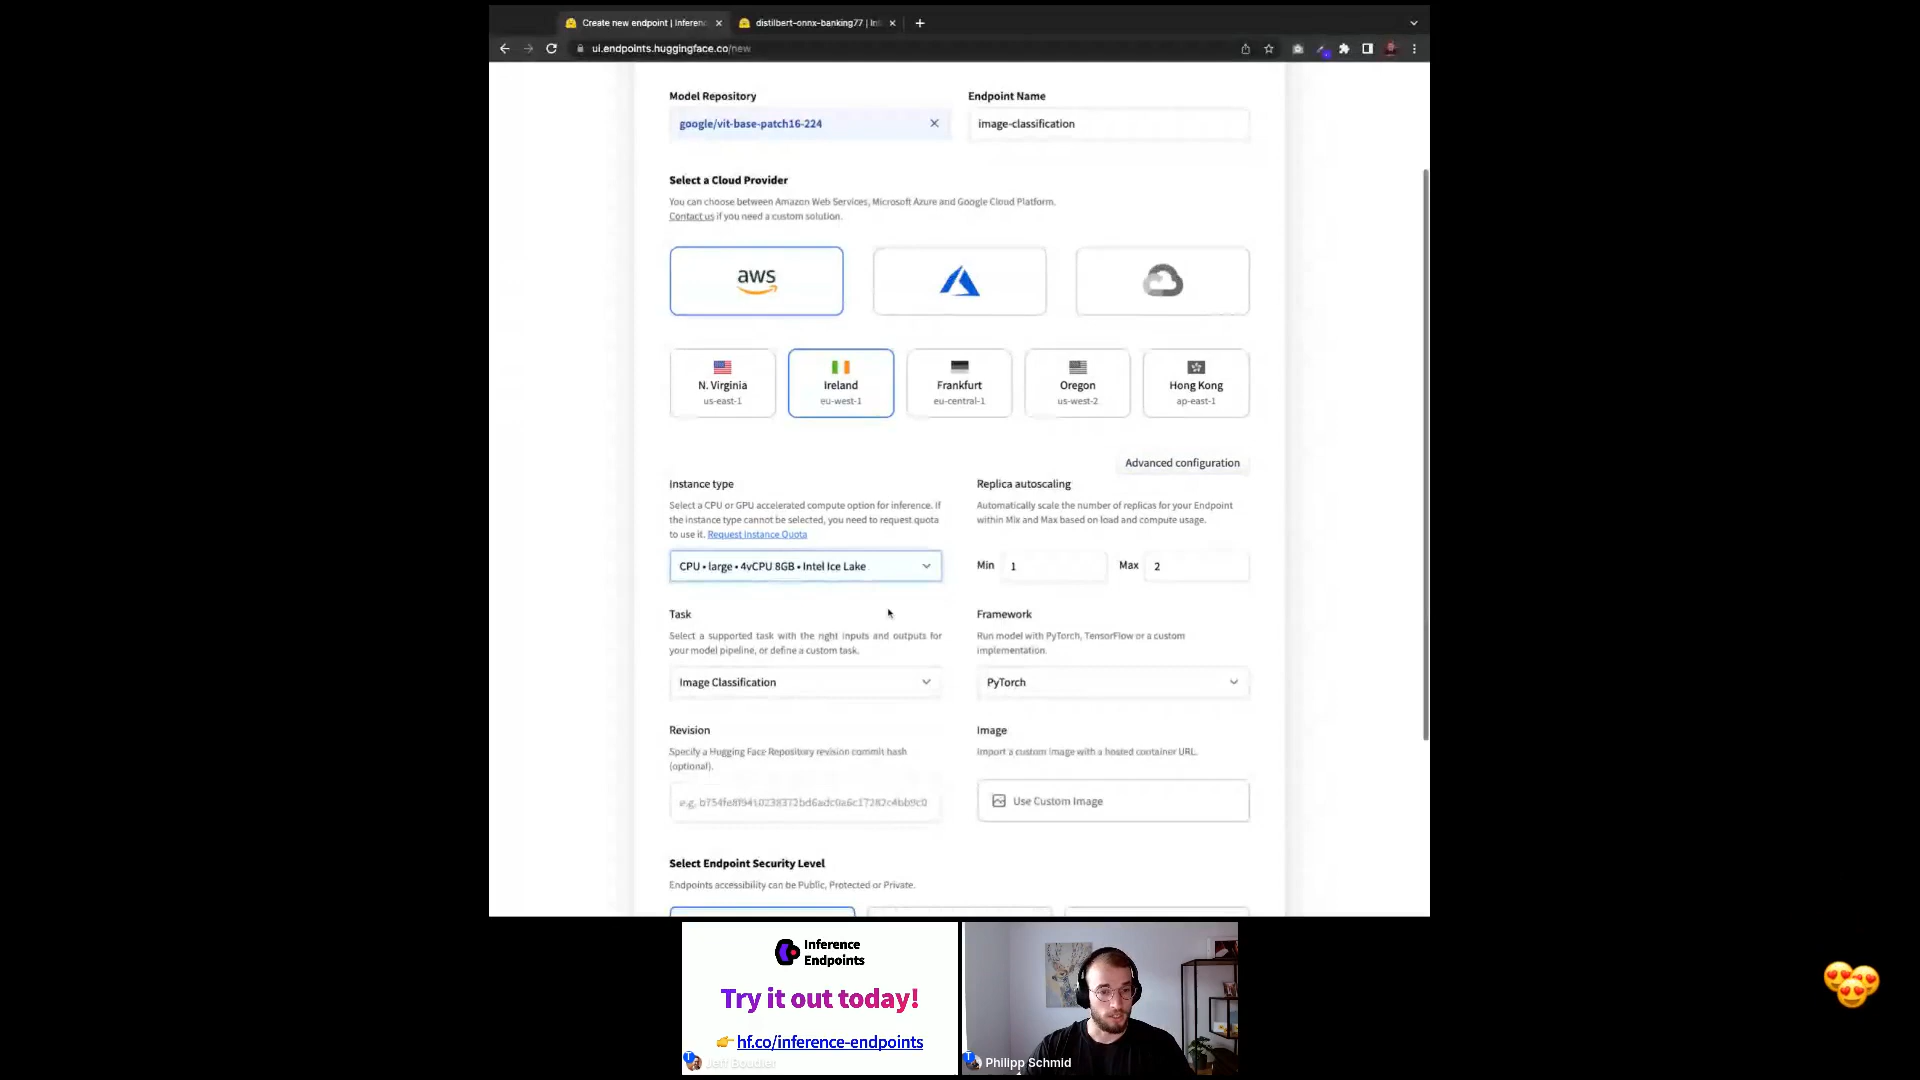 Create new endpoint | Inferenc
distilbert-onnx-banking77 | In
ui.endpoints.huggingface.co/new
Model Repository
Endpoint Name
google/vit-base-patch16-224
image-classification
Select a Cloud Provider
You can choose between Amazon Web Services, Microsoft Azure and Google Cloud Platform.
Contact us if you need a custom solution.
aws
N. Virginia
us-east-1
Ireland
eu-west-1
Frankfurt
eu-central-1
Oregon
us-west-2
Hong Kong
ap-east-1
Advanced configuration
Instance type
Select a CPU or GPU accelerated compute option for inference. If
the instance type cannot be selected, you need to request quota
to use it. Request Instance Quota
CPU • large • 4vCPU 8GB • Intel Ice Lake
Replica autoscaling
Automatically scale the number of replicas for your Endpoint
within Mix and Max based on load and compute usage.
Min 1 Max 2
Task
Select a supported task with the right inputs and outputs for
your model pipeline, or define a custom task.
Image Classification
Framework
Run model with PyTorch, TensorFlow or a custom
implementation.
PyTorch
Revision
Specify a Hugging Face Repository revision commit hash
(optional).
e.g.
Image
Import a custom image with a hosted container URL.
Use Custom Image
Select Endpoint Security Level
Endpoints accessibility can be Public, Protected or Private.
Inference
Endpoints
Try it out today!
👉 hf.co/inference-endpoints
Jeff Boudier
Philipp Schmid